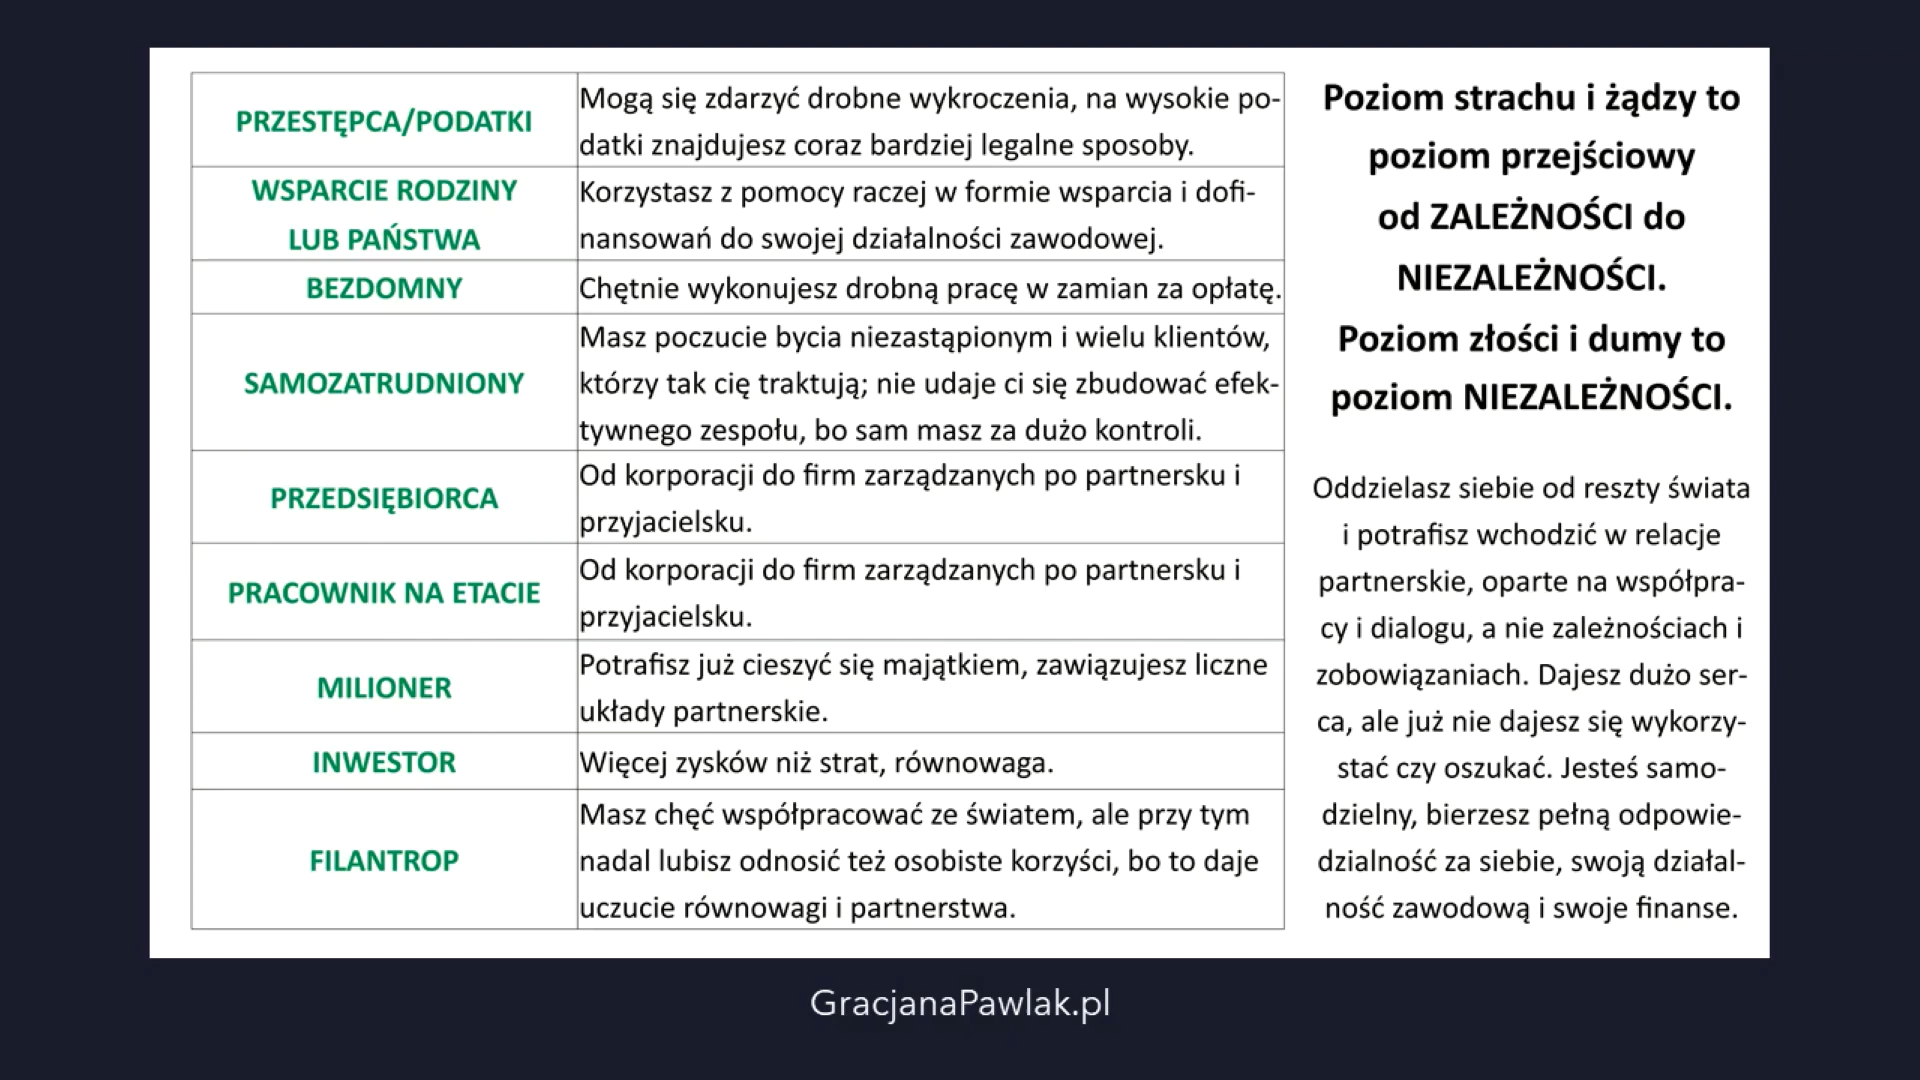 PRZESTĘPCA/PODATKI
Mogą się zdarzyć drobne wykroczenia, na wysokie po-
datki znajdujesz coraz bardziej legalne sposoby.
WSPARCIE RODZINY
LUB PAŃSTWA
Korzystasz z pomocy raczej w formie wsparcia i dofi-
nansowań do swojej działalności zawodowej.
BEZDOMNY
Chętnie wykonujesz drobną pracę w zamian za opłatę.
SAMOZATRUDNIONY
Masz poczucie bycia niezastąpionym i wielu klientów,
którzy tak cię traktują; nie udaje ci się zbudować efek-
tywnego zespołu, bo sam masz za dużo kontroli.
PRZEDSIĘBIORCA
Od korporacji do firm zarządzanych po partnersku i
przyjacielsku.
PRACOWNIK NA ETACIE
Od korporacji do firm zarządzanych po partnersku i
przyjacielsku.
MILIONER
Potrafisz już cieszyć się majątkiem, zawiązujesz liczne
układy partnerskie.
INWESTOR
Więcej zysków niż strat, równowaga.
FILANTROP
Masz chęć współpracować ze światem, ale przy tym
nadal lubisz odnosić też osobiste korzyści, bo to daje
uczucie równowagi i partnerstwa.
Poziom strachu i żądzy to
poziom przejściowy
od ZALEŻNOŚCI do
NIEZALEŻNOŚCI.
Poziom złości i dumy to
poziom NIEZALEŻNOŚCI.
Oddzielasz siebie od reszty świata
i potrafisz wchodzić w relacje
partnerskie, oparte na współpra-
cy i dialogu, a nie zależnościach i
zobowiązaniach. Dajesz dużo ser-
ca, ale już nie dajesz się wykorzy-
stać czy oszukać. Jesteś samo-
dzielny, bierzesz pełną odpowie-
dzialność za siebie, swoją działal-
ność zawodową i swoje finanse.
GracjanaPawlak.pl